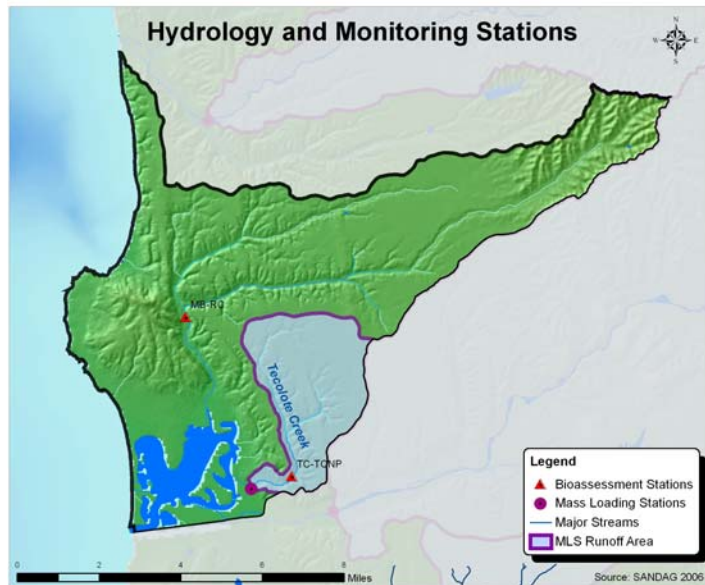 Hydrology and Monitoring Stations
N
W E
S
MB-RC
Tecolote Creek
TC-TCNP
Legend
Bioassessment Stations
Mass Loading Stations
Major Streams
MLS Runoff Area
0 2 4 6 8
Miles
Source: SANDAG 2006